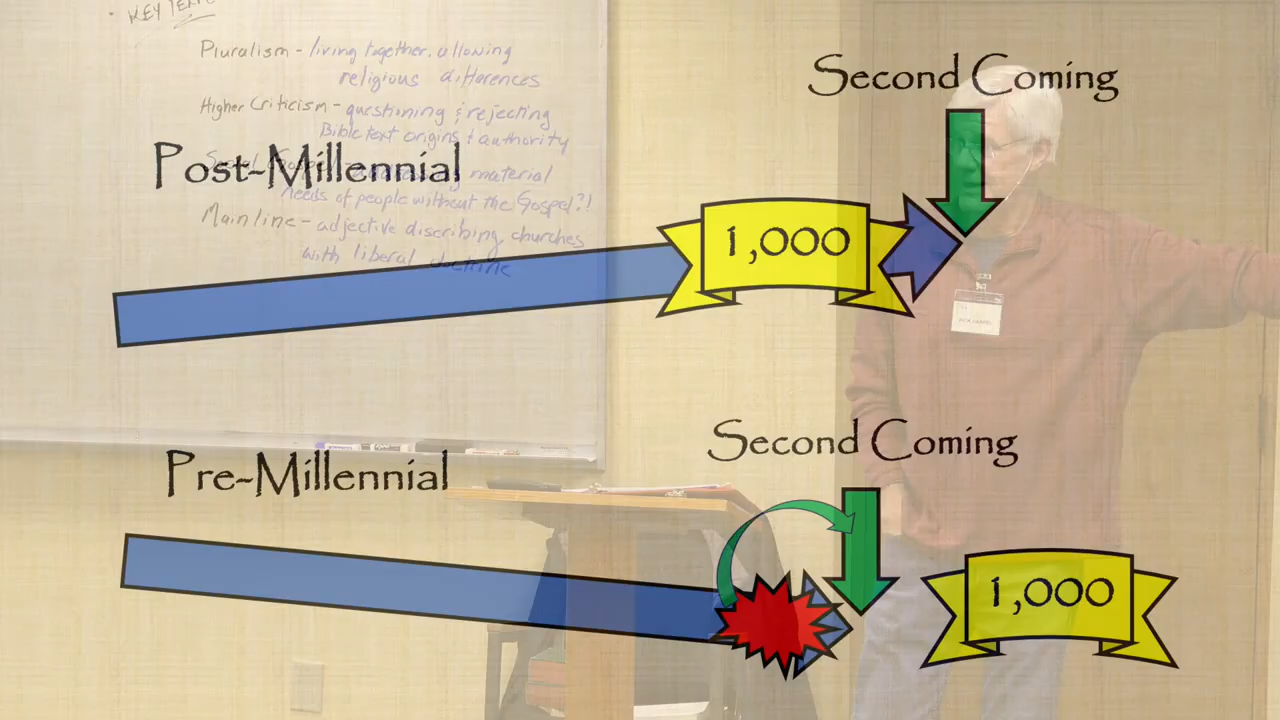 KEY TERMS
Pluralism - living together, allowing
religious differences
Higher Criticism - questioning & rejecting
Bible text origins & authority
material
Needs of people without the Gospel?!
Mainline - adjective discribing churches
with liberal doctrine
Post-Millennial
Second Coming
1,000
Pre-Millennial
Second Coming
1,000